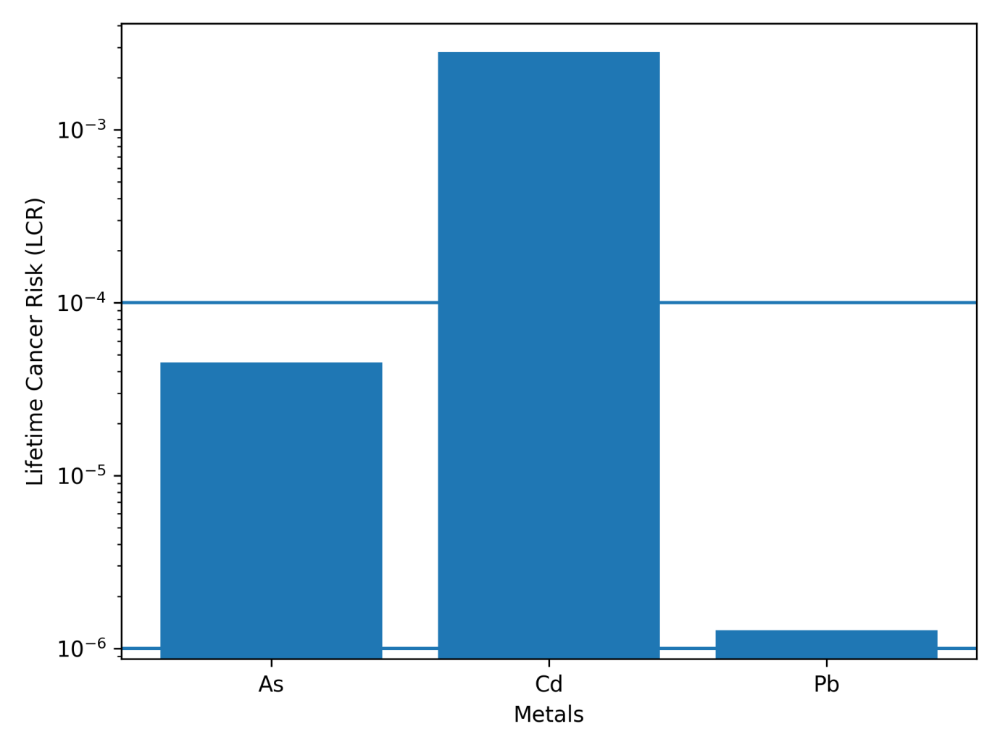 Lifetime Cancer Risk (LCR)
10⁻³
10⁻⁴
10⁻⁵
10⁻⁶
As Cd Pb
Metals